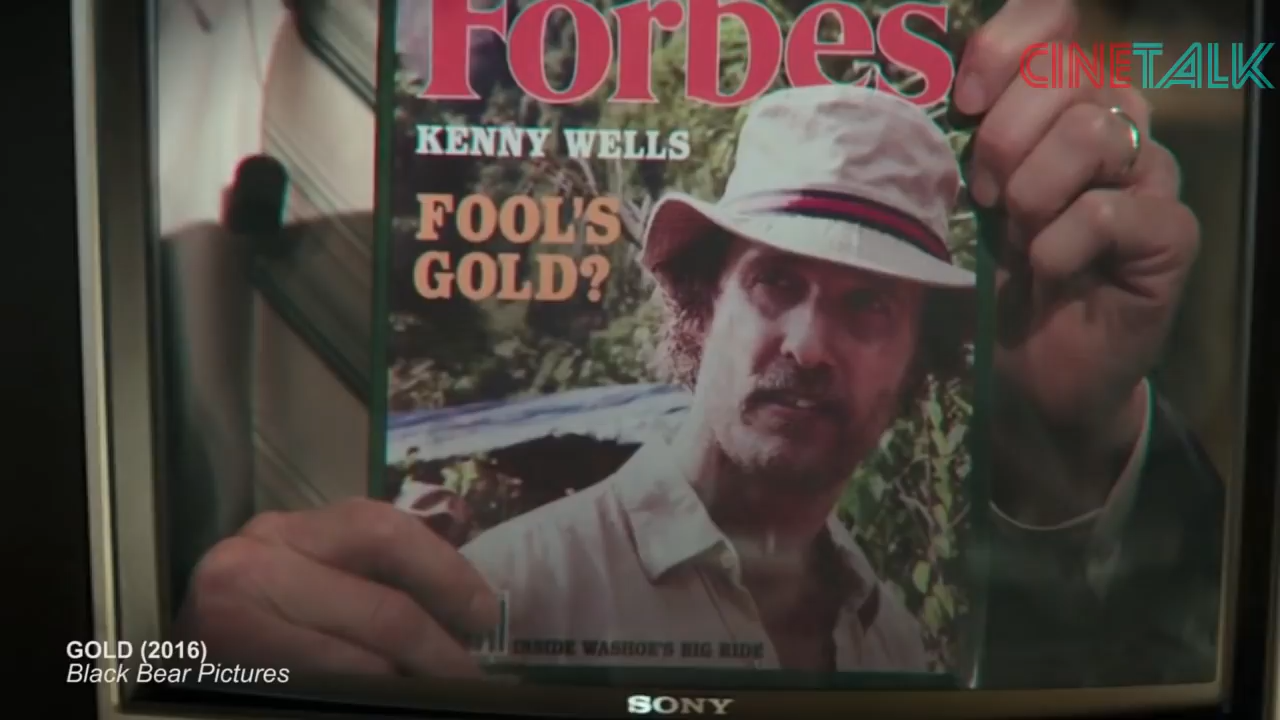 Forbes
CINETALK
KENNY WELLS
FOOL'S
GOLD?
INSIDE WASHOE'S BIG RIDE
GOLD (2016)
Black Bear Pictures
SONY